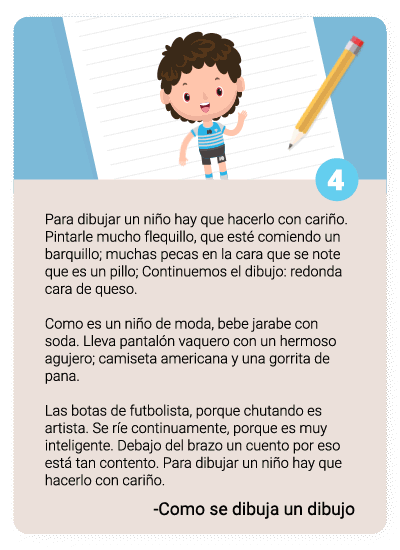 4
Para dibujar un niño hay que hacerlo con cariño.
Pintarle mucho flequillo, que esté comiendo un
barquillo; muchas pecas en la cara que se note
que es un pillo; Continuemos el dibujo: redonda
cara de queso.
Como es un niño de moda, bebe jarabe con
soda. Lleva pantalón vaquero con un hermoso
agujero; camiseta americana y una gorrita de
pana.
Las botas de futbolista, porque chutando es
artista. Se ríe continuamente, porque es muy
inteligente. Debajo del brazo un cuento por eso
está tan contento. Para dibujar un niño hay que
hacerlo con cariño.
-Como se dibuja un dibujo